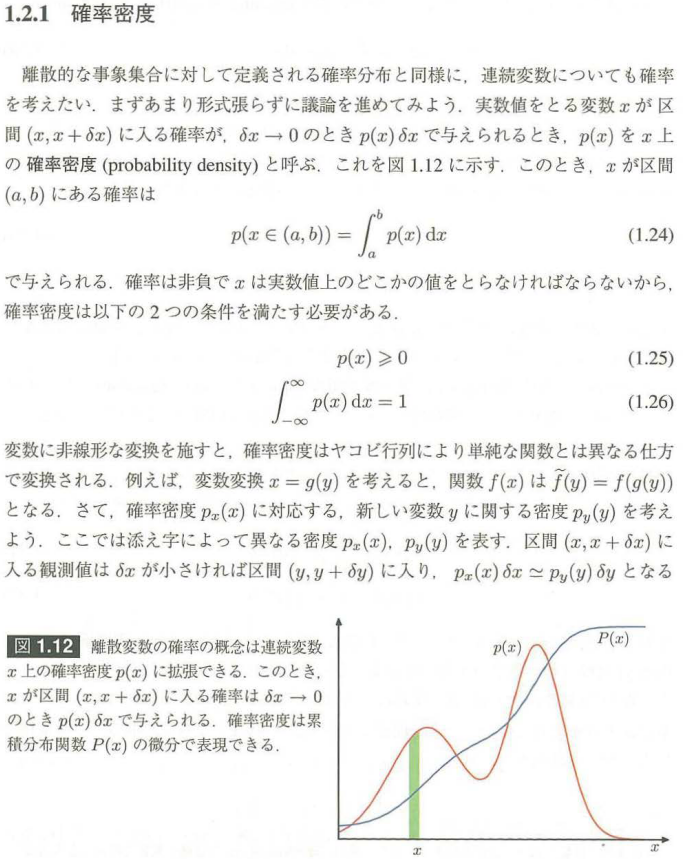 1.2.1 確率密度
離散的な事象集合に対して定義される確率分布と同様に，連続変数についても確率
を考えたい．まずあまり形式張らずに議論を進めてみよう．実数値をとる変数 x が 区
間 (x, x + δx) に入る確率が，δx → 0 のとき p(x) δx で与えられるとき，p(x) を x 上
の 確率密度 (probability density) と呼ぶ．これを図 1.12 に示す．このとき，x が区間
(a, b) にある確率は
p(x ∈ (a, b)) = ∫_a^b p(x) dx (1.24)
で与えられる．確率は非負で x は実数値上のどこかの値をとらなければならないから，
確率密度は以下の 2 つの条件を満たす必要がある．
p(x) ⩾ 0 (1.25)
∫_{-∞}^{∞} p(x) dx = 1 (1.26)
変数に非線形な変換を施すと，確率密度はヤコビ行列により単純な関数とは異なる仕方
で変換される．例えば，変数変換 x = g(y) を考えると，関数 f(x) は f̃(y) = f(g(y))
となる．さて，確率密度 p_x(x) に対応する，新しい変数 y に関する密度 p_y(y) を考え
よう．ここでは添え字によって異なる密度 p_x(x)，p_y(y) を表す．区間 (x, x + δx) に
入る観測値は δx が小さければ区間 (y, y + δy) に入り，p_x(x) δx ≃ p_y(y) δy となる
図 1.12 離散変数の確率の概念は連続変数
x 上の確率密度 p(x) に拡張できる．このとき，
x が区間 (x, x + δx) に入る確率は δx → 0
のとき p(x) δx で与えられる．確率密度は累
積分布関数 P(x) の微分で表現できる．
p(x)
P(x)
x
x